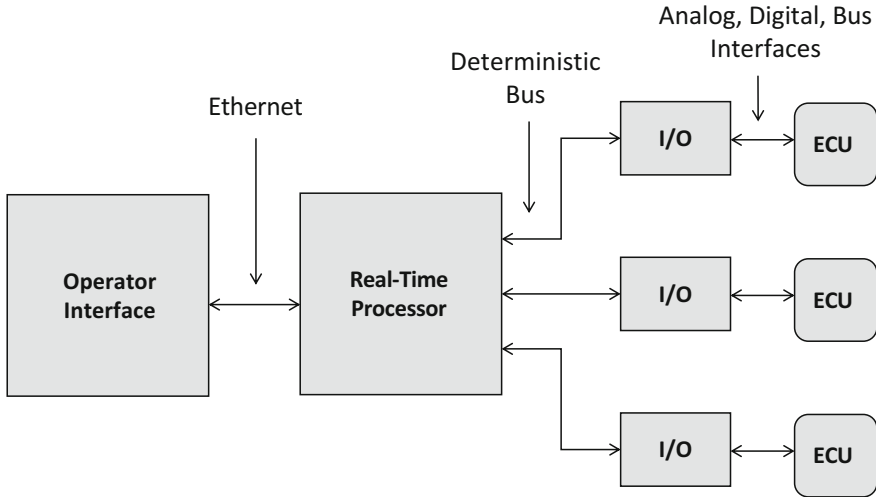 Analog, Digital, Bus
Interfaces
Deterministic
Bus
Ethernet
I/O
ECU
Operator
Interface
Real-Time
Processor
I/O
ECU
I/O
ECU